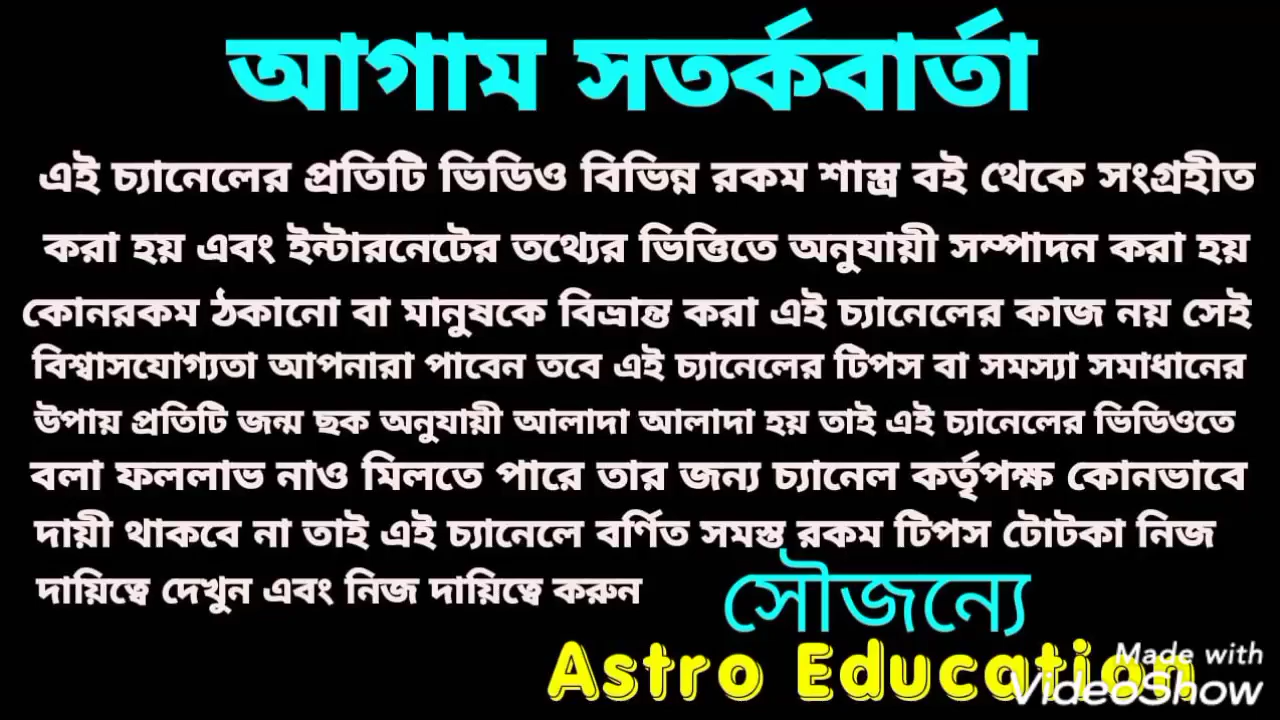 আগাম সতর্কবার্তা
এই চ্যানেলের প্রতিটি ভিডিও বিভিন্ন রকম শাস্ত্র বই থেকে সংগ্রহীত
করা হয় এবং ইন্টারনেটের তথ্যের ভিত্তিতে অনুযায়ী সম্পাদন করা হয়
কোনরকম ঠকানো বা মানুষকে বিভ্রান্ত করা এই চ্যানেলের কাজ নয় সেই
বিশ্বাসযোগ্যতা আপনারা পাবেন তবে এই চ্যানেলের টিপস বা সমস্যা সমাধানের
উপায় প্রতিটি জন্ম ছক অনুযায়ী আলাদা আলাদা হয় তাই এই চ্যানেলের ভিডিওতে
বলা ফললাভ নাও মিলতে পারে তার জন্য চ্যানেল কর্তৃপক্ষ কোনভাবে
দায়ী থাকবে না তাই এই চ্যানেলে বর্ণিত সমস্ত রকম টিপস টোটকা নিজ
দায়িত্বে দেখুন এবং নিজ দায়িত্বে করুন
সৌজন্যে
Astro Education
Made with
VideoShow